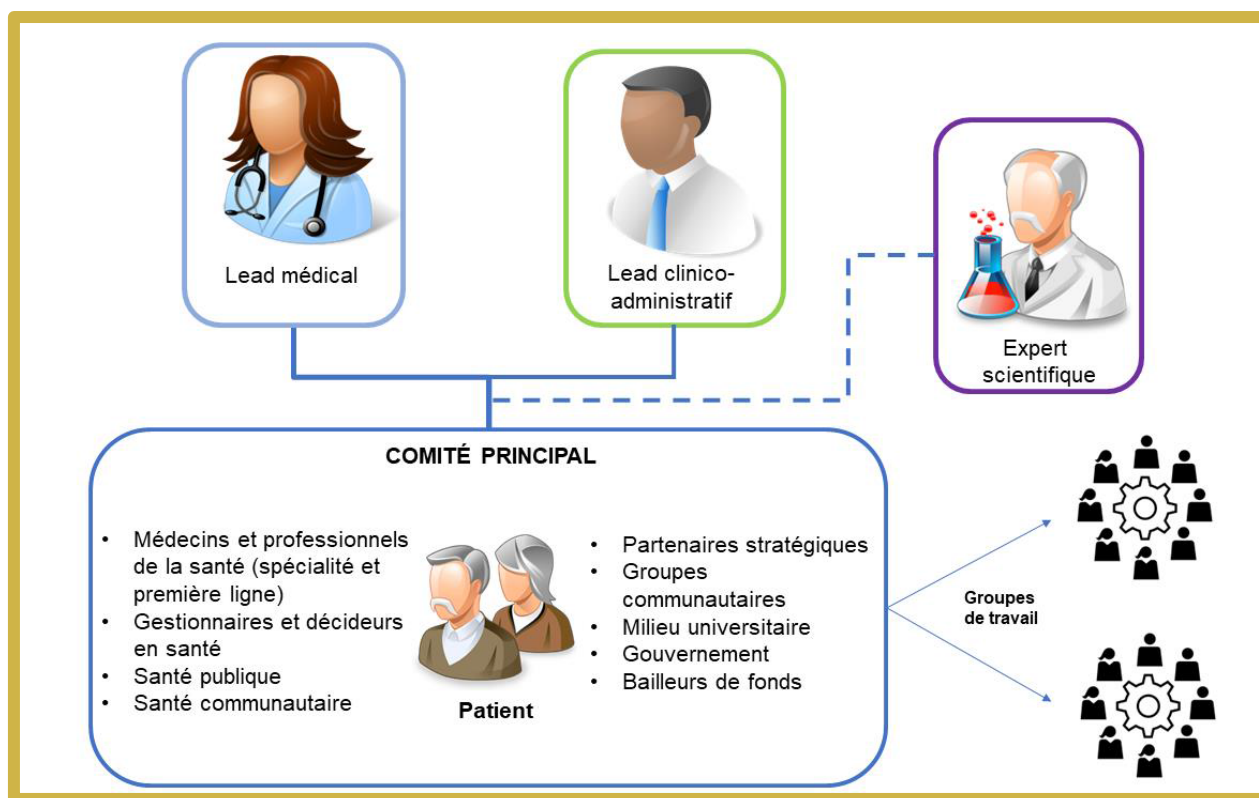 Lead médical
Lead clinico-
administratif
Expert
scientifique
COMITÉ PRINCIPAL
• Médecins et professionnels
de la santé (spécialité et
première ligne)
• Gestionnaires et décideurs
en santé
• Santé publique
• Santé communautaire
Patient
• Partenaires stratégiques
• Groupes
communautaires
• Milieu universitaire
• Gouvernement
• Bailleurs de fonds
Groupes
de travail